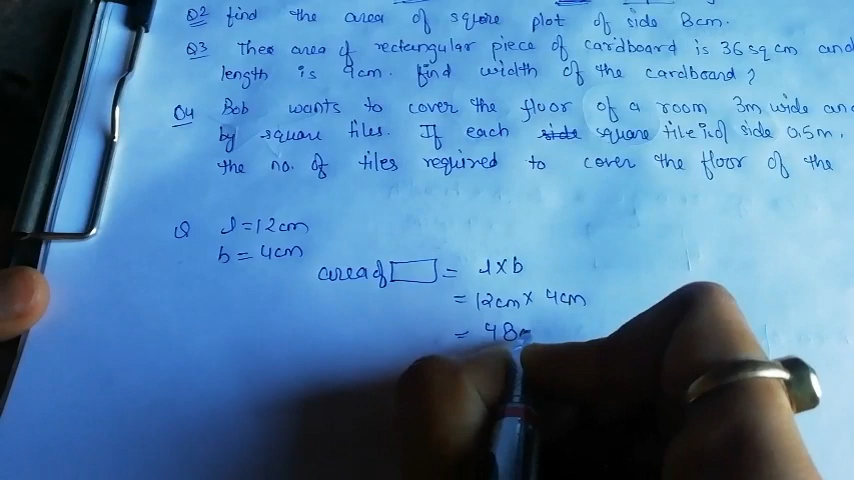 Q2 find the area of square plot of side 8cm.
Q3 The area of rectangular piece of cardboard is 36 sq cm and
length is 9cm. find width of the cardboard?
Q4 Bob wants to cover the floor of a room 3m wide and
by square tiles. If each square tile is of side 0.5m,
the no. of tiles required to cover the floor of the
l = 12cm
b = 4cm
area of = l x b
= 12cm x 4cm
= 48